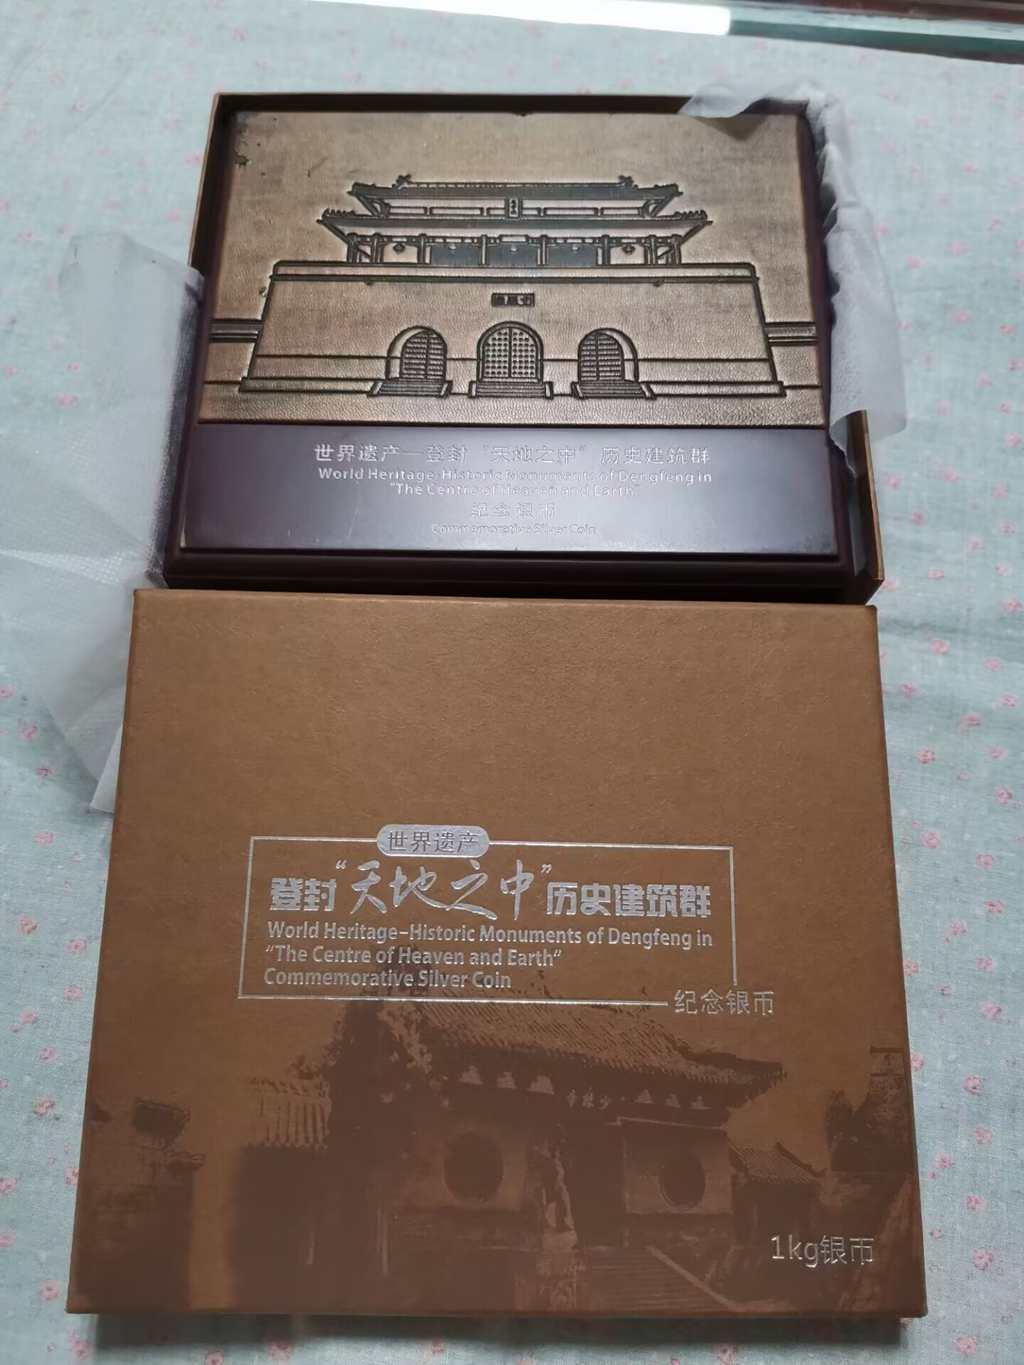 世界遗产—登封“天地之中”历史建筑群
World Heritage-Historic Monuments of Dengfeng in
“The Centre of Heaven and Earth”
纪念银币
Commemorative Silver Coin
世界遗产
登封“天地之中”历史建筑群
World Heritage-Historic Monuments of Dengfeng in
“The Centre of Heaven and Earth”
Commemorative Silver Coin
纪念银币
1kg银币